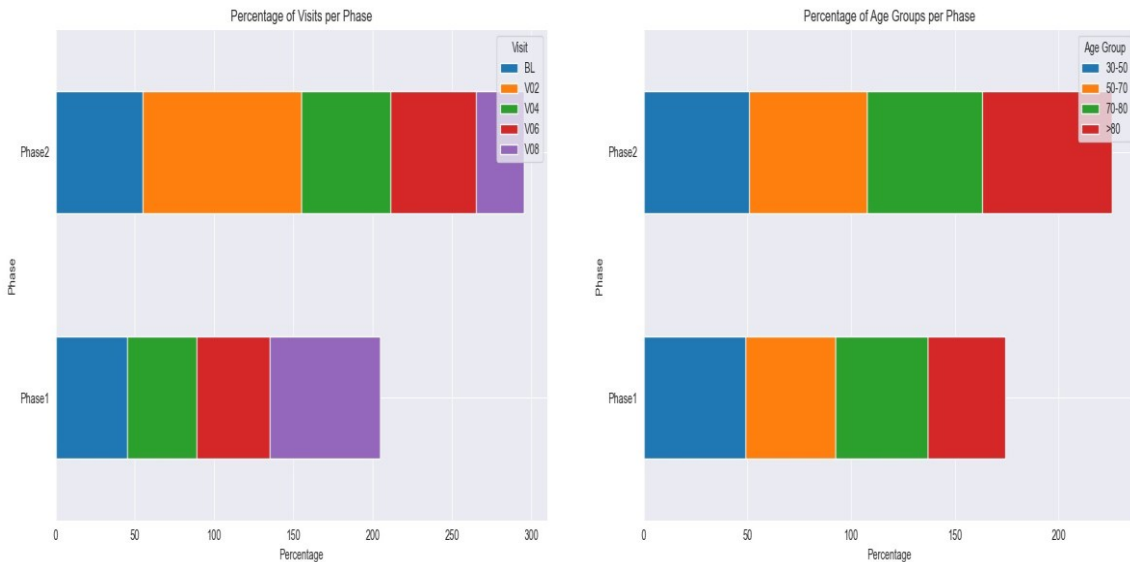 Percentage of Visits per Phase
Visit
BL
V02
V04
V06
V08
Phase2
Phase1
Phase
0 50 100 150 200 250 300
Percentage
Percentage of Age Groups per Phase
Age Group
30-50
50-70
70-80
>80
Phase2
Phase1
Phase
0 50 100 150 200
Percentage